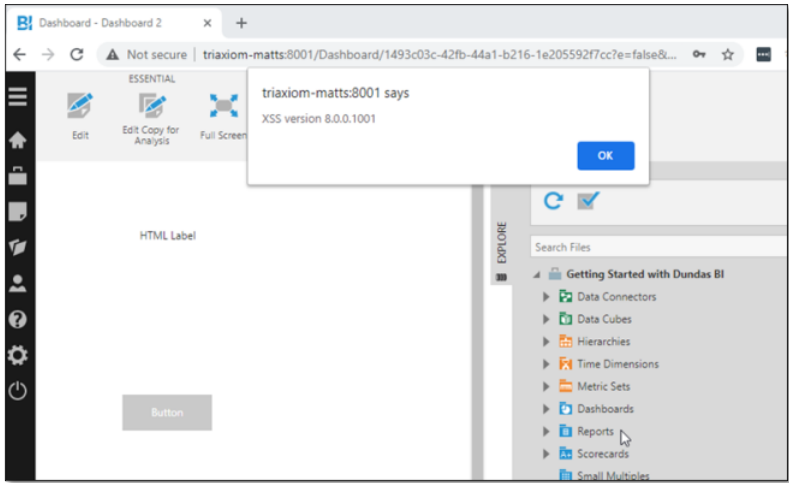 Dashboard - Dashboard 2
Not secure | triaxiom-matts:8001/Dashboard/1493c03c-42fb-44a1-b216-1e205592f7cc?e=false&...
ESSENTIAL
Edit
Edit Copy for
Analysis
Full Screen
triaxiom-matts:8001 says
XSS version 8.0.0.1001
OK
HTML Label
Button
EXPLORE
Search Files
Getting Started with Dundas BI
Data Connectors
Data Cubes
Hierarchies
Time Dimensions
Metric Sets
Dashboards
Reports
Scorecards
Small Multiples